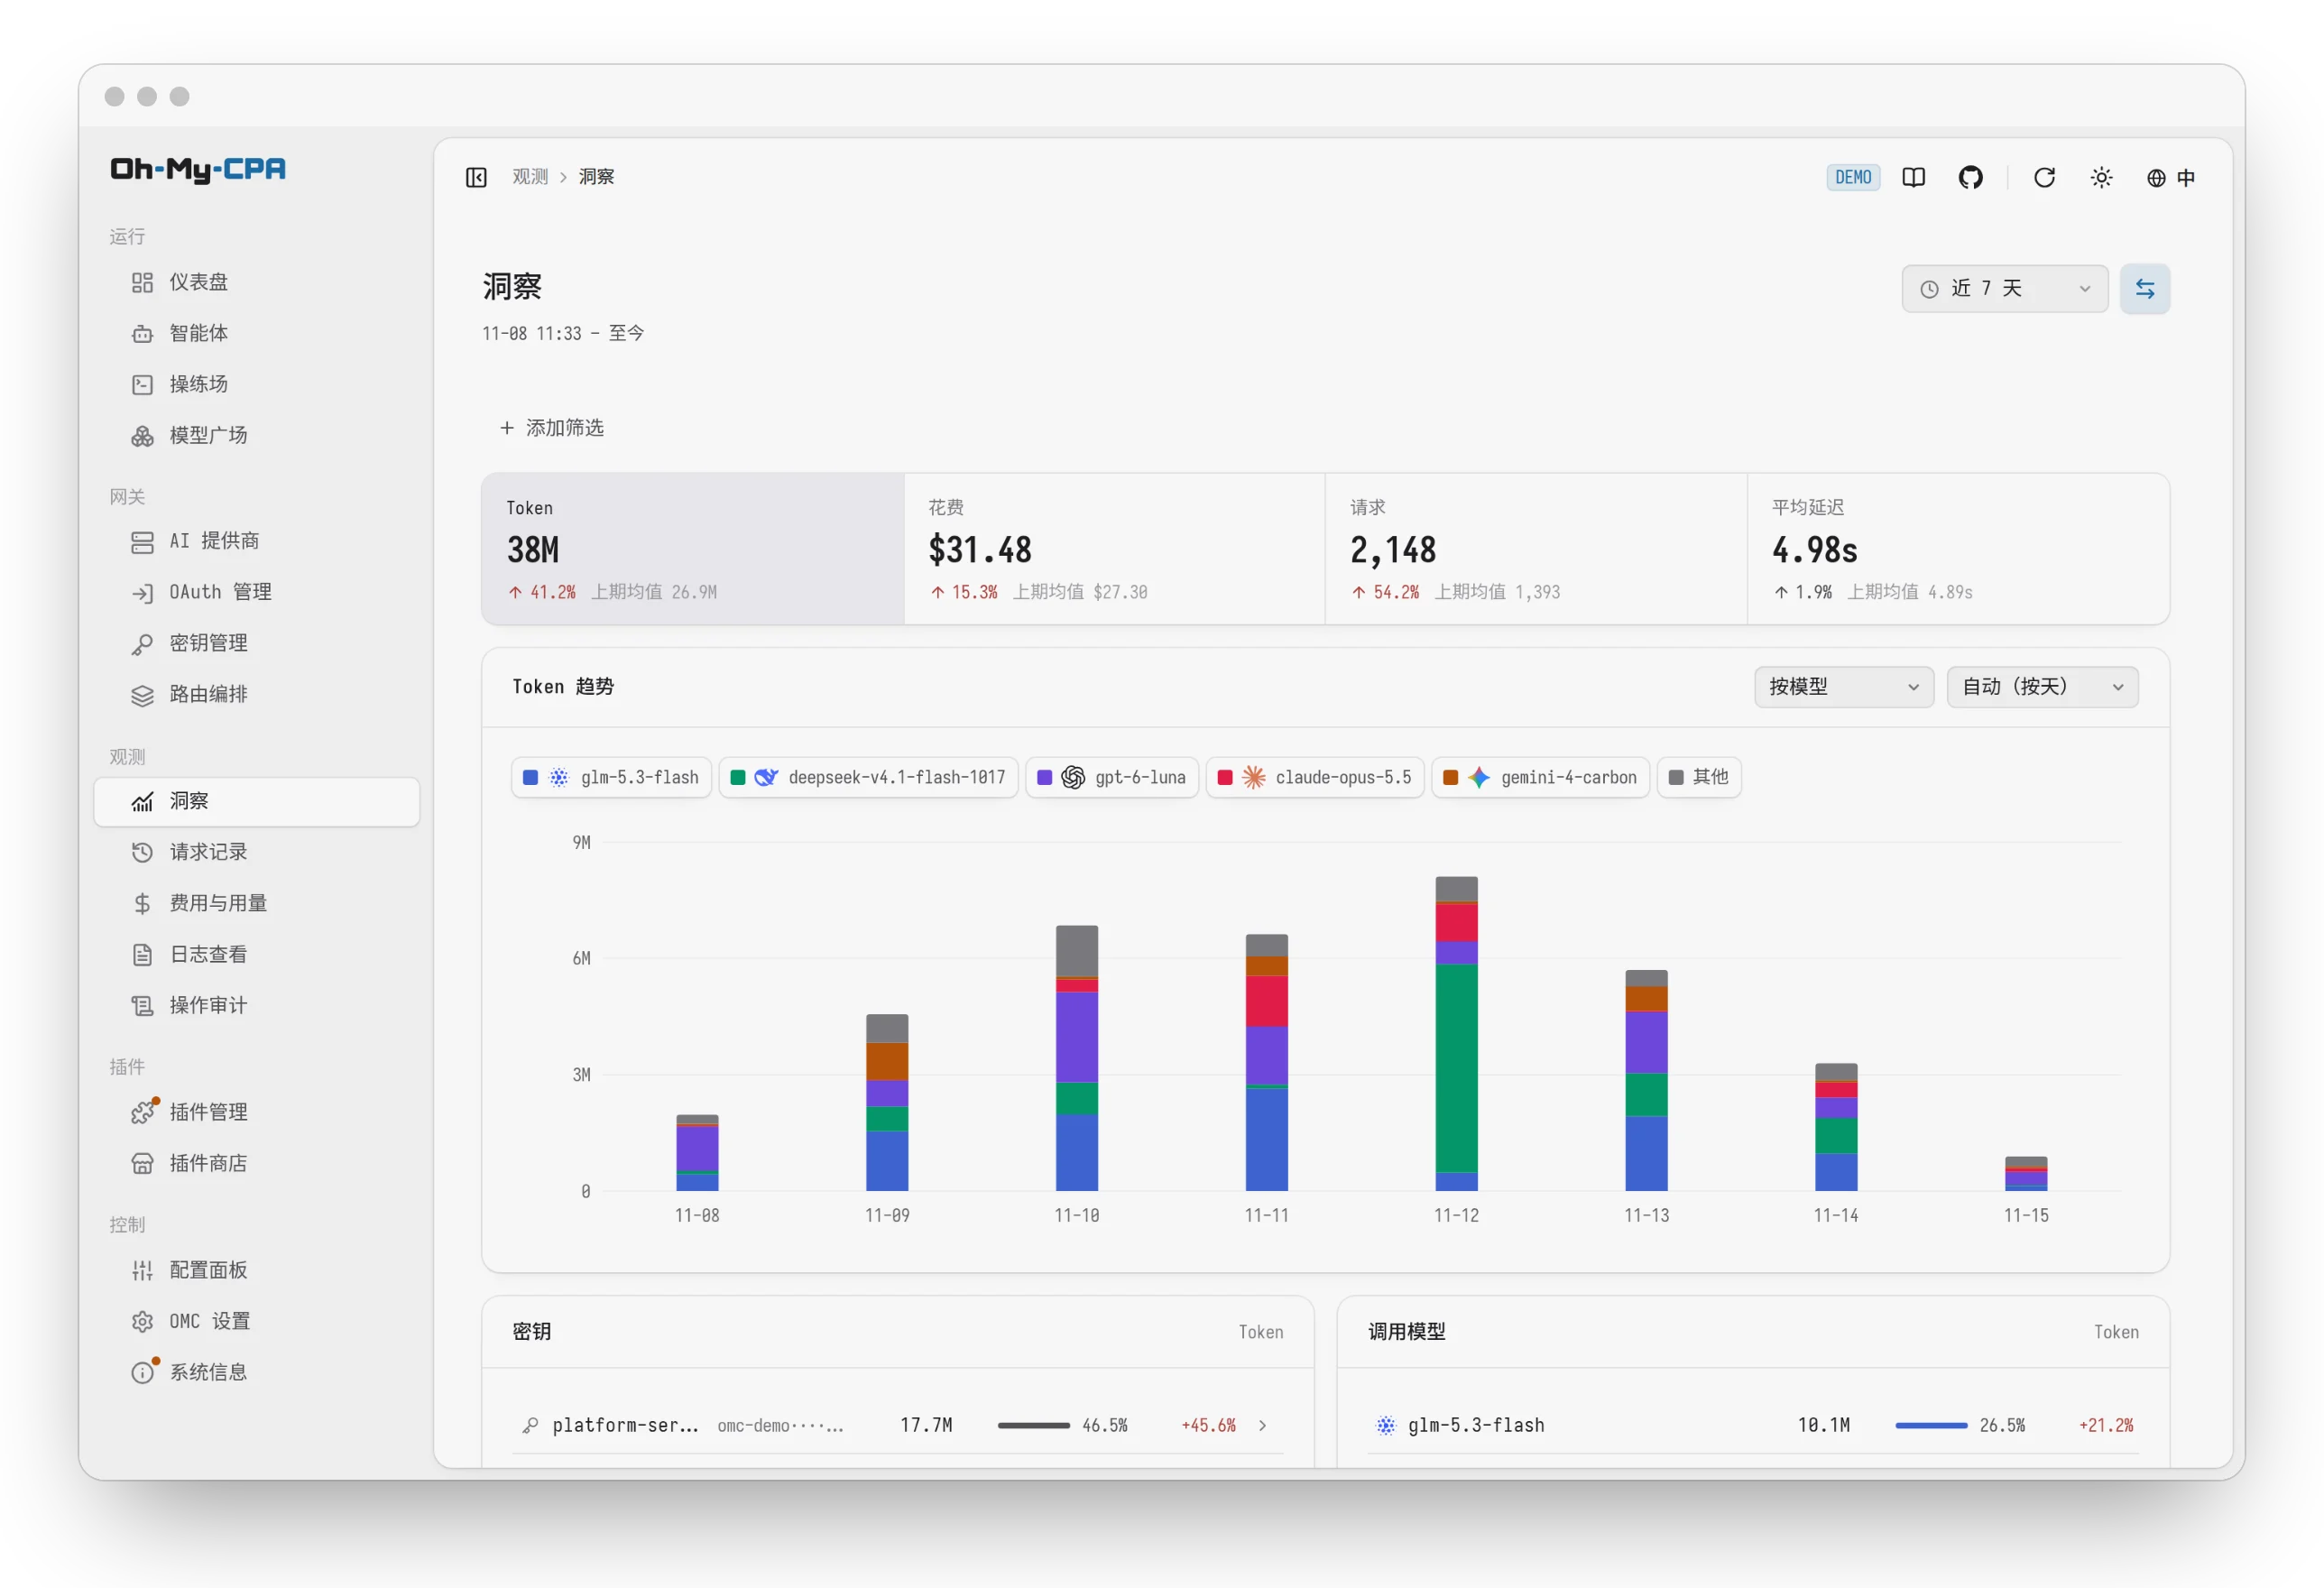 Oh-My-CPA
运行
仪表盘
智能体
操练场
模型广场
网关
AI 提供商
OAuth 管理
密钥管理
路由编排
观测
洞察
请求记录
费用与用量
日志查看
操作审计
插件
插件管理
插件商店
控制
配置面板
OMC 设置
系统信息
观测 > 洞察
DEMO
中
洞察
近 7 天
11-08 11:33 – 至今
+ 添加筛选
Token
38M
↑ 41.2% 上期均值 26.9M
花费
$31.48
↑ 15.3% 上期均值 $27.30
请求
2,148
↑ 54.2% 上期均值 1,393
平均延迟
4.98s
↑ 1.9% 上期均值 4.89s
Token 趋势
按模型
自动（按天）
glm-5.3-flash
deepseek-v4.1-flash-1017
gpt-6-luna
claude-opus-5.5
gemini-4-carbon
其他
9M
6M
3M
0
11-08 11-09 11-10 11-11 11-12 11-13 11-14 11-15
密钥 Token
platform-ser... omc-demo····... 17.7M 46.5% +45.6%
调用模型 Token
glm-5.3-flash 10.1M 26.5% +21.2%